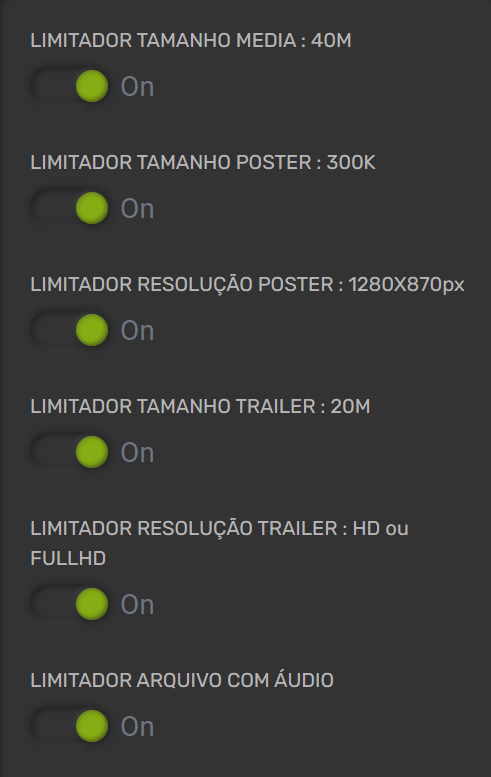 LIMITADOR TAMANHO MEDIA : 40M
On
LIMITADOR TAMANHO POSTER : 300K
On
LIMITADOR RESOLUÇÃO POSTER : 1280X870px
On
LIMITADOR TAMANHO TRAILER : 20M
On
LIMITADOR RESOLUÇÃO TRAILER : HD ou
FULLHD
On
LIMITADOR ARQUIVO COM ÁUDIO
On